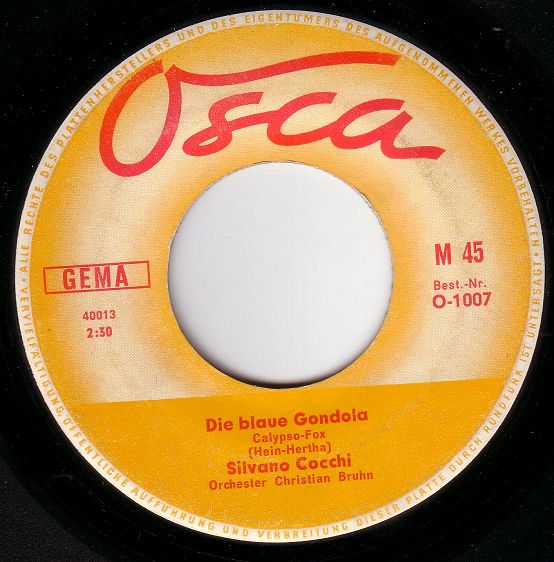 Osca
GEMA
40013
2:30
M 45
Best.-Nr.
O-1007
Die blaue Gondola
Calypso-Fox
(Hein-Hertha)
Silvano Cocchi
Orchester Christian Bruhn
ALLE RECHTE DES PLATTENHERSTELLERS UND DES EIGENTÜMERS DES AUFGENOMMENEN WERKES VORBEHALTEN • VERVIELFÄLTIGUNG, ÖFFENTLICHE AUFFÜHRUNG UND VERBREITUNG DIESER PLATTE DURCH RUNDFUNK IST UNTERSAGT •